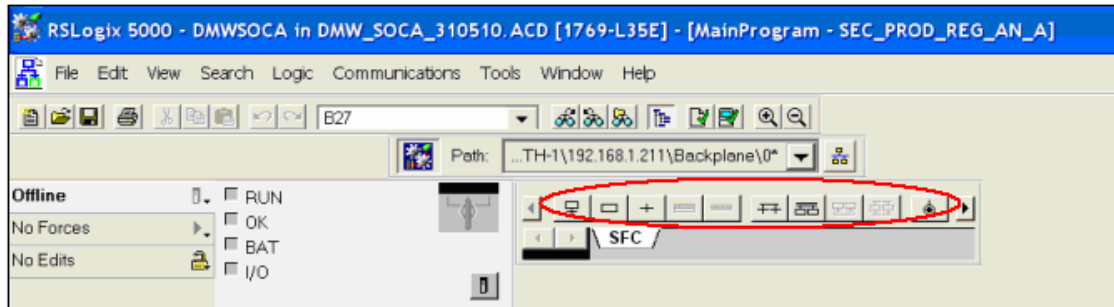 RSLogix 5000 - DMWSOCA in DMW_SOCA_310510.ACD [1769-L35E] - [MainProgram - SEC_PROD_REG_AN_A]
File Edit View Search Logic Communications Tools Window Help
B27
Path: ...TH-1\192.168.1.211\Backplane\0*
Offline
RUN
No Forces
OK
BAT
No Edits
I/O
SFC